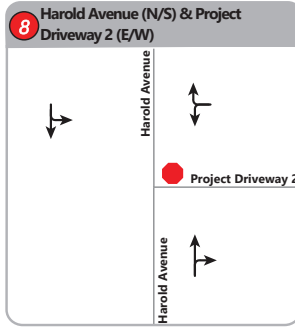 8
Harold Avenue (N/S) & Project
Driveway 2 (E/W)
Harold Avenue
Project Driveway 2
Harold Avenue